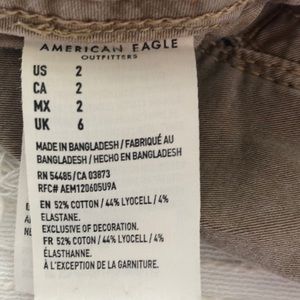 AMERICAN EAGLE
OUTFITTERS
US 2
CA 2
MX 2
UK 6
MADE IN BANGLADESH / FABRIQUÉ AU
BANGLADESH / HECHO EN BANGLADESH
RN 54485/CA 03873
RFC# AEM120605U9A
EN 52% COTTON / 44% LYOCELL / 4%
ELASTANE.
EXCLUSIVE OF DECORATION.
FR 52% COTON / 44% LYOCELL / 4%
ÉLASTHANNE.
À L'EXCEPTION DE LA GARNITURE.